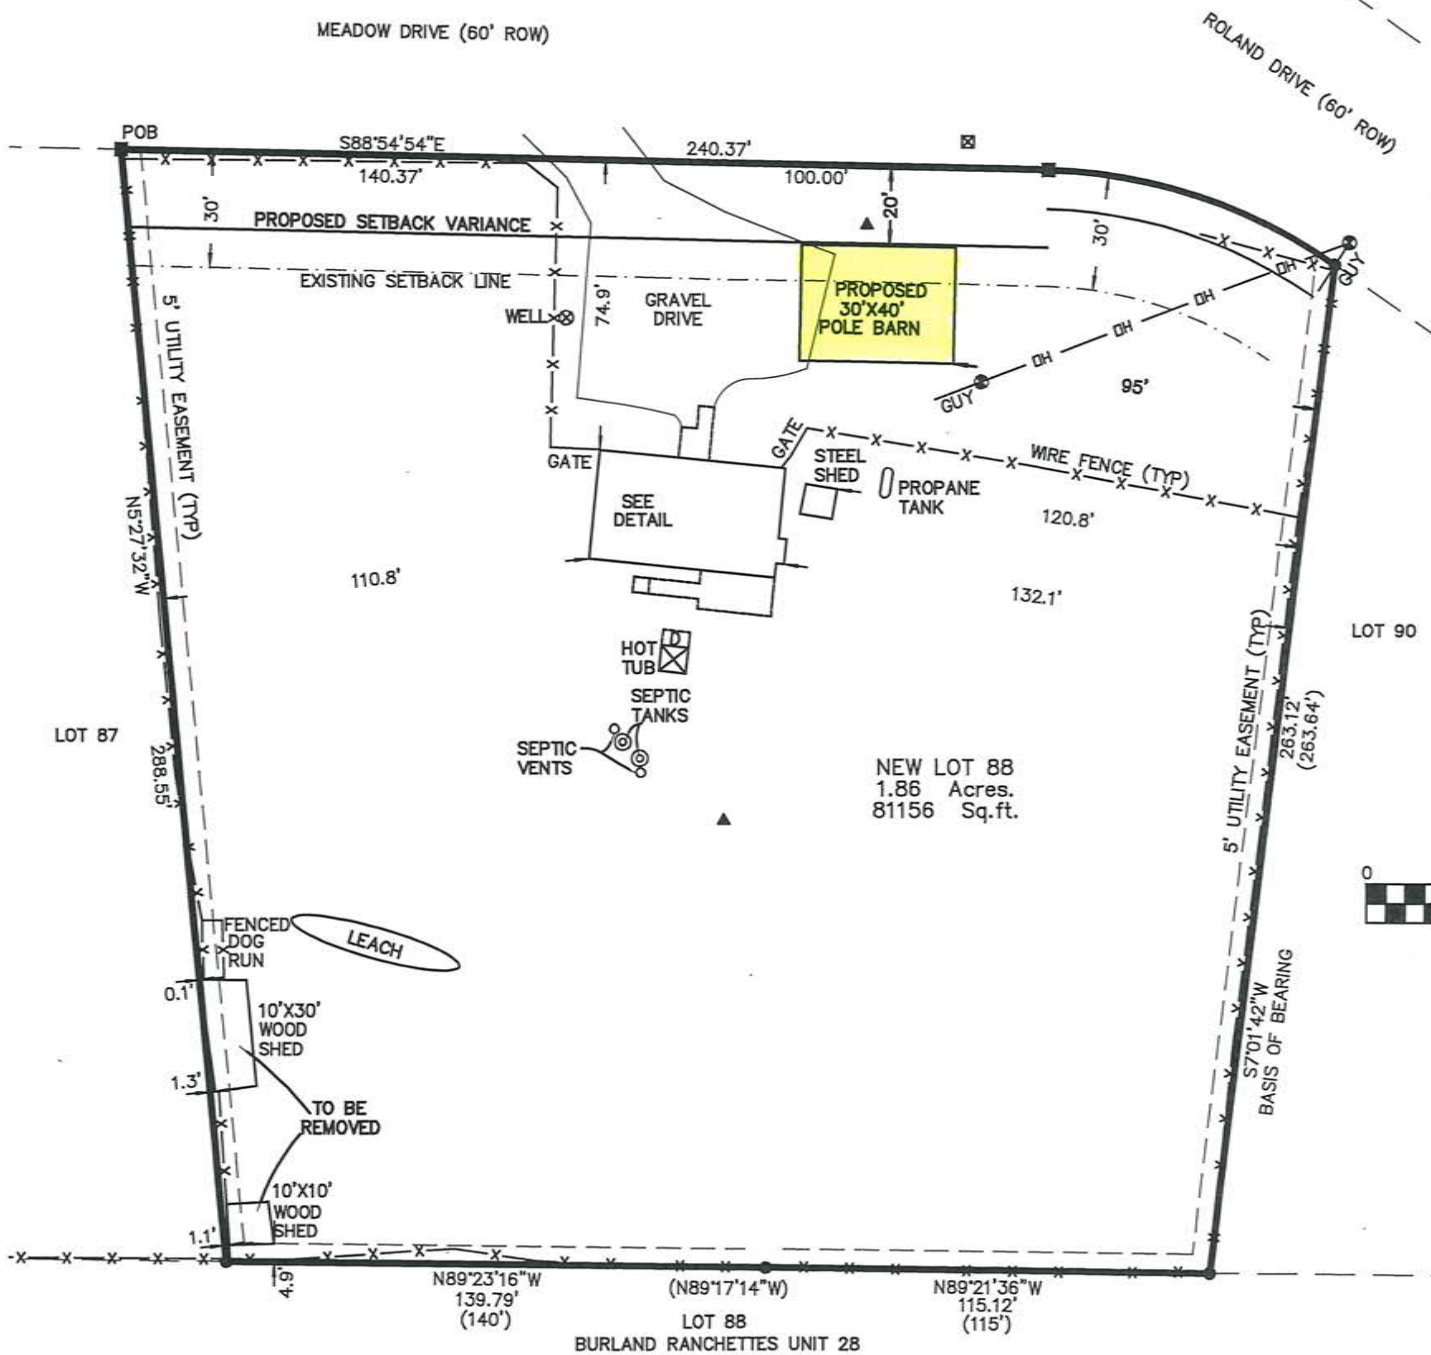 MEADOW DRIVE (60' ROW)
ROLAND DRIVE (60' ROW)
POB
S88°54'54"E
240.37'
140.37'
100.00'
30'
20'
30'
PROPOSED SETBACK VARIANCE
EXISTING SETBACK LINE
GUY
WELL
74.9'
GRAVEL
DRIVE
PROPOSED
30'X40'
POLE BARN
OH
OH
OH
OH
5' UTILITY EASEMENT (TYP)
95'
GUY
GATE
GATE
STEEL
SHED
WIRE FENCE (TYP)
PROPANE
TANK
SEE
DETAIL
120.8'
N5°27'32"W
110.8'
132.1'
LOT 90
HOT
TUB
D
SEPTIC
TANKS
5' UTILITY EASEMENT (TYP)
263.12'
(263.64')
LOT 87
288.55'
SEPTIC
VENTS
NEW LOT 88
1.86 Acres.
81156 Sq.ft.
0
FENCED
DOG
RUN
LEACH
0.1'
10'X30'
WOOD
SHED
S7°01'42"W
BASIS OF BEARING
1.3'
TO BE
REMOVED
10'X10'
WOOD
SHED
1.1'
4.9'
N89°23'16"W
139.79'
(140')
(N89°17'14"W)
N89°21'36"W
115.12'
(115')
LOT 88
BURLAND RANCHETTES UNIT 28